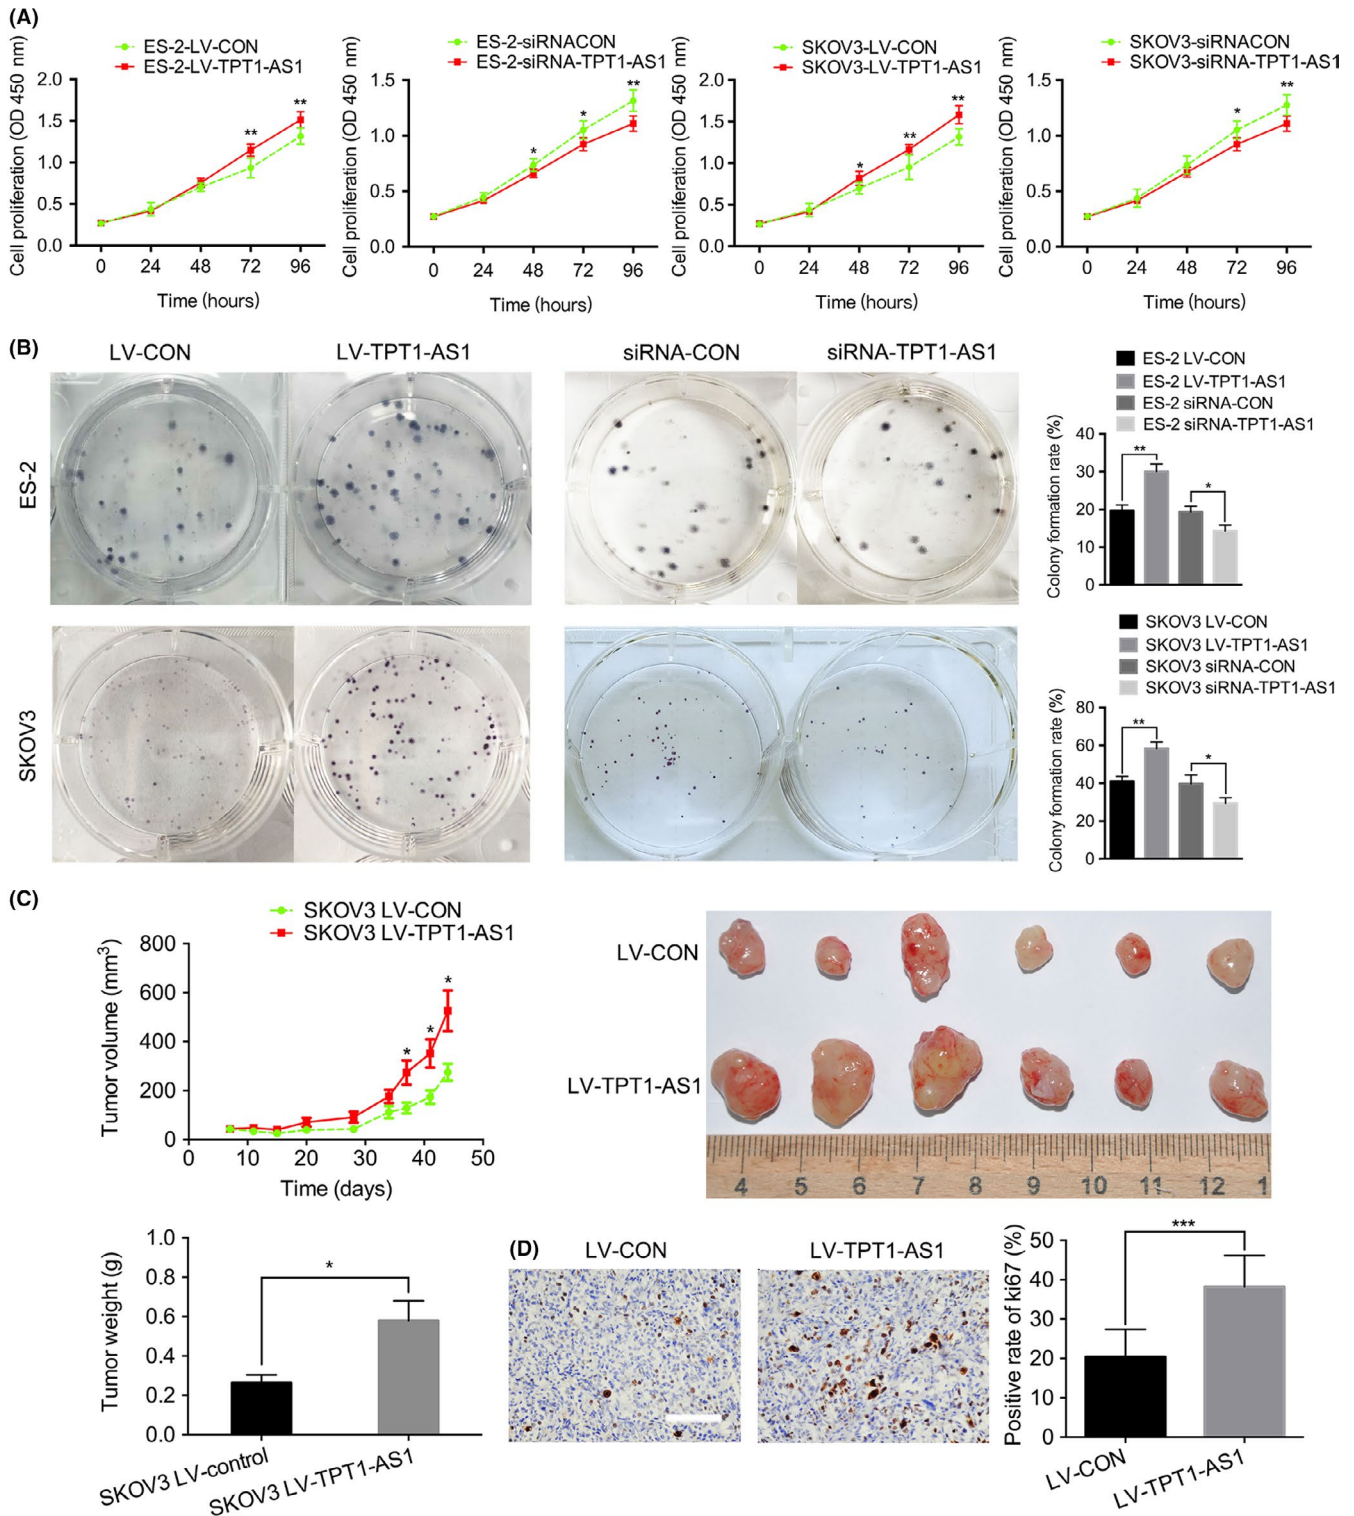 (A)
ES-2-LV-CON
ES-2-LV-TPT1-AS1
Cell proliferation (OD 450 nm)
2.0
1.5
1.0
0.5
0.0
0 24 48 72 96
** **
Time (hours)
ES-2-siRNACON
ES-2-siRNA-TPT1-AS1
Cell proliferation (OD 450 nm)
1.5
1.0
0.5
0.0
0 24 48 72 96
* * **
Time (hours)
SKOV3-LV-CON
SKOV3-LV-TPT1-AS1
Cell proliferation (OD 450 nm)
2.0
1.5
1.0
0.5
0.0
0 24 48 72 96
* ** **
Time (hours)
SKOV3-siRNACON
SKOV3-siRNA-TPT1-AS1
Cell proliferation (OD 450 nm)
1.5
1.0
0.5
0.0
0 24 48 72 96
* **
Time (hours)
(B)
LV-CON LV-TPT1-AS1 siRNA-CON siRNA-TPT1-AS1
ES-2
SKOV3
ES-2 LV-CON
ES-2 LV-TPT1-AS1
ES-2 siRNA-CON
ES-2 siRNA-TPT1-AS1
Colony formation rate (%)
40
30
20
10
0
** *
SKOV3 LV-CON
SKOV3 LV-TPT1-AS1
SKOV3 siRNA-CON
SKOV3 siRNA-TPT1-AS1
Colony formation rate (%)
80
60
40
20
0
** *
(C)
SKOV3 LV-CON
SKOV3 LV-TPT1-AS1
Tumor volume (mm³)
800
600
400
200
0
0 10 20 30 40 50
* * *
Time (days)
LV-CON
LV-TPT1-AS1
4 5 6 7 8 9 10 11 12 1
Tumor weight (g)
1.0
0.8
0.6
0.4
0.2
0.0
*
SKOV3 LV-control
SKOV3 LV-TPT1-AS1
(D)
LV-CON LV-TPT1-AS1
Positive rate of ki67 (%)
50
40
30
20
10
0
***
LV-CON
LV-TPT1-AS1